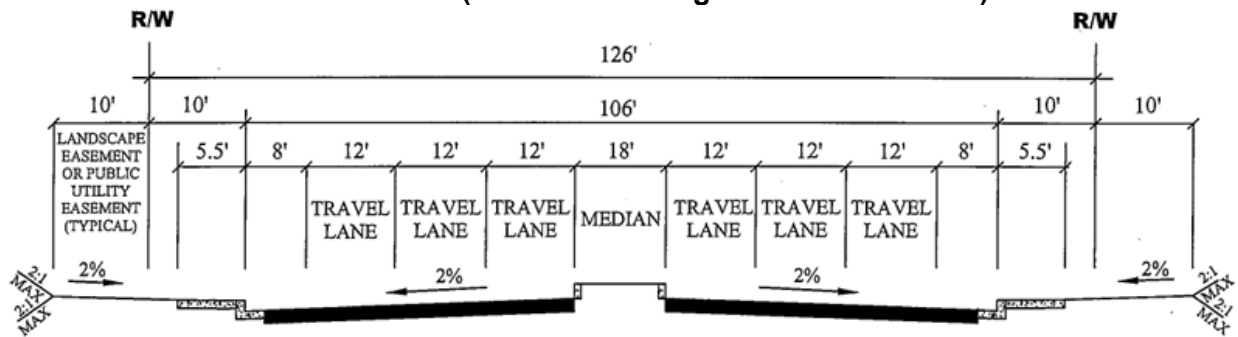 R/W R/W
126'
10' 10' 106' 10' 10'
LANDSCAPE
EASEMENT
OR PUBLIC
UTILITY
EASEMENT
(TYPICAL)
5.5' 8' 12' 12' 12' 18' 12' 12' 12' 8' 5.5'
TRAVEL TRAVEL TRAVEL MEDIAN TRAVEL TRAVEL TRAVEL
LANE LANE LANE LANE LANE LANE
2% 2% 2% 2%
2:1
MAX
2:1
MAX
2:1
MAX
2:1
MAX